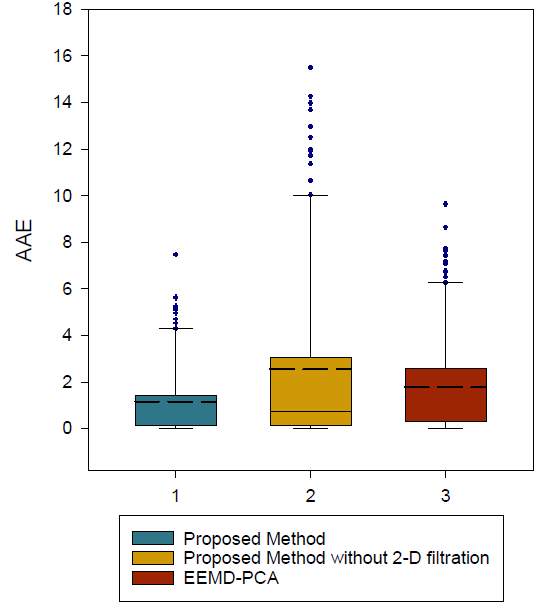 18
16
14
12
10
8
6
4
2
0
AAE
1 2 3
Proposed Method
Proposed Method without 2-D filtration
EEMD-PCA